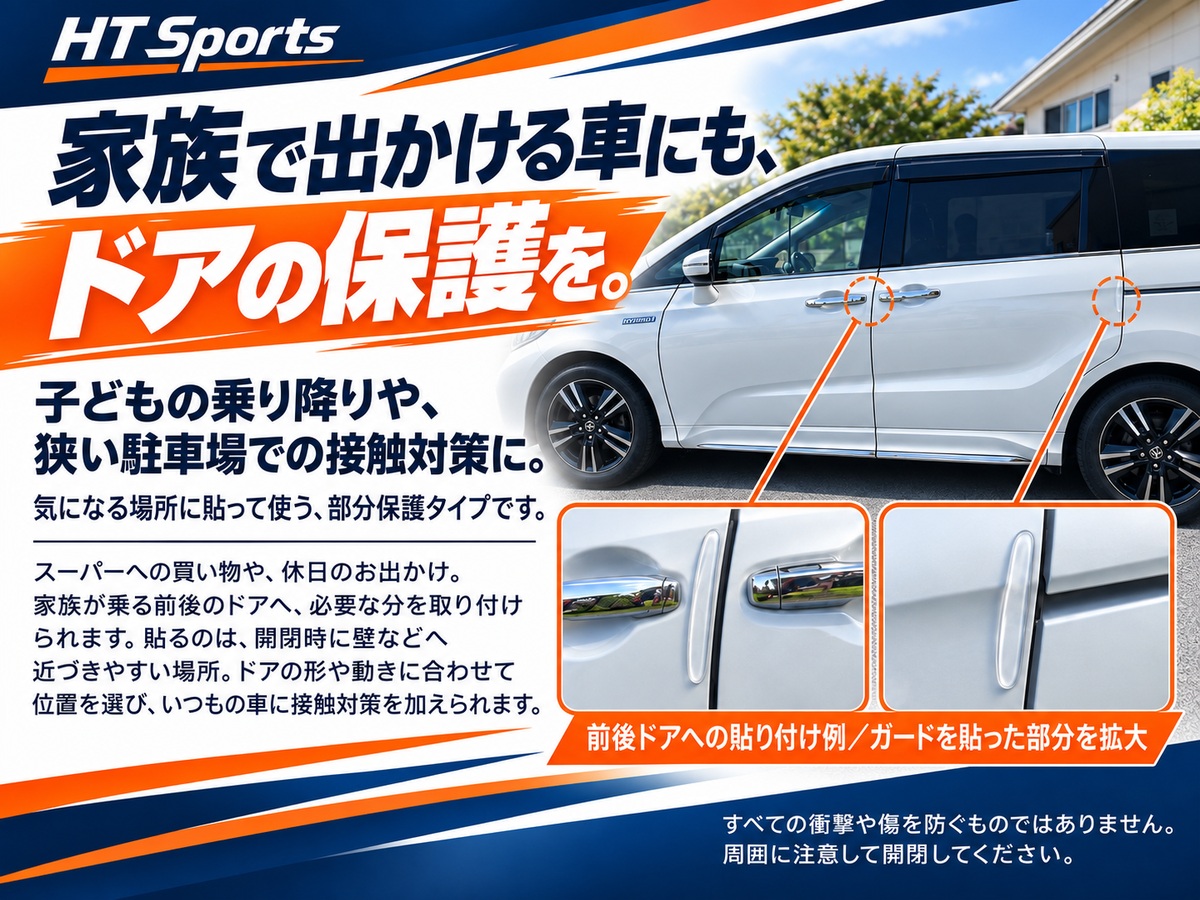 HT Sports
家族で出かける車にも、
ドアの保護を。
子どもの乗り降りや、
狭い駐車場での接触対策に。
気になる場所に貼って使う、部分保護タイプです。
スーパーへの買い物や、休日のお出かけ。
家族が乗る前後のドアへ、必要な分を取り付け
られます。貼るのは、開閉時に壁などへ
近づきやすい場所。ドアの形や動きに合わせて
位置を選び、いつもの車に接触対策を加えられます。
前後ドアへの貼り付け例／ガードを貼った部分を拡大
すべての衝撃や傷を防ぐものではありません。
周囲に注意して開閉してください。